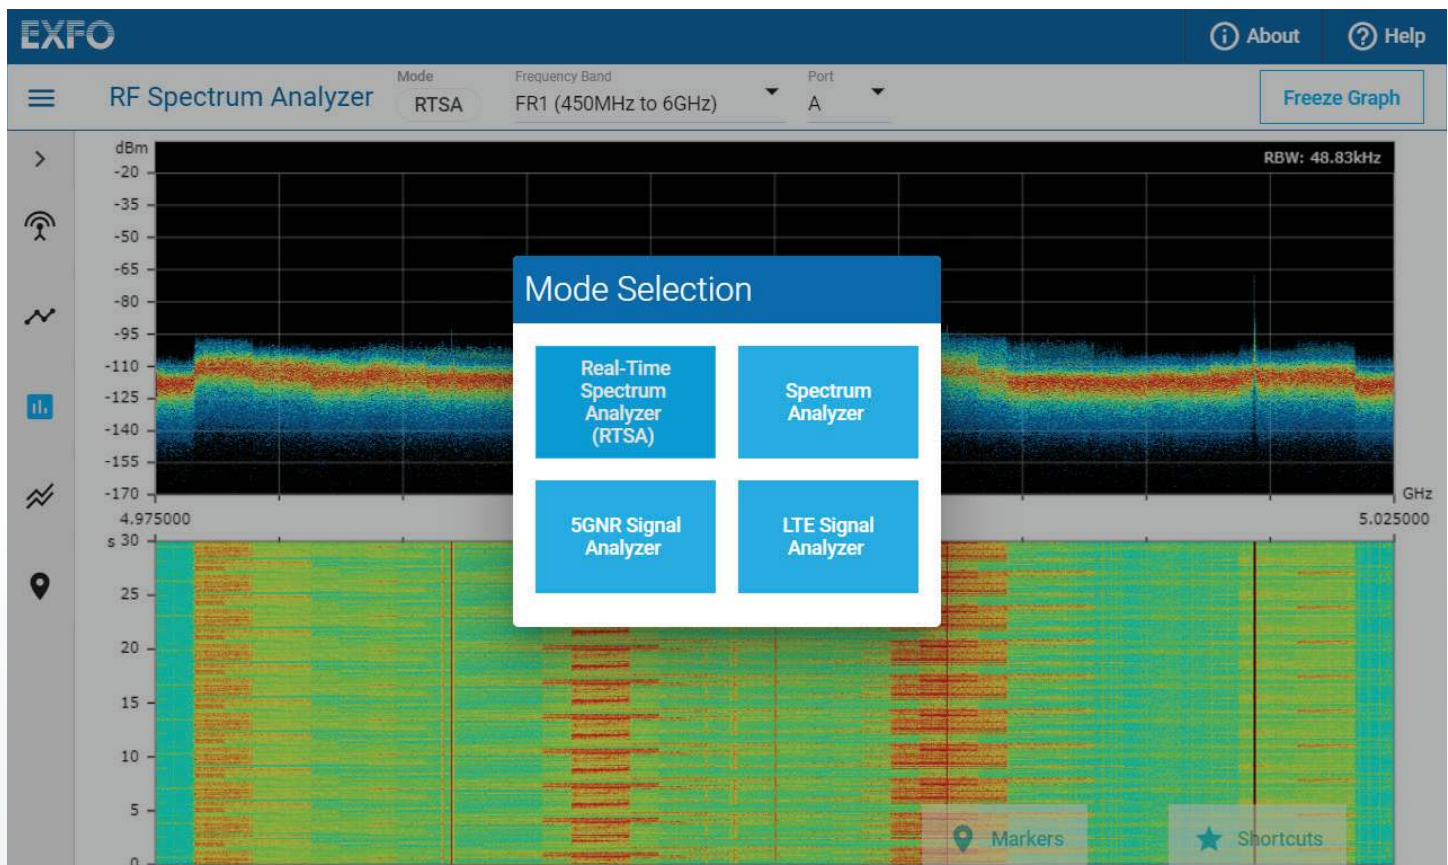 EXFO
About
Help
RF Spectrum Analyzer
Mode
RTSA
Frequency Band
FR1 (450MHz to 6GHz)
Port
A
Freeze Graph
dBm
RBW: 48.83kHz
-20
-35
-50
-65
-80
-95
-110
-125
-140
-155
-170
GHz
4.975000
5.025000
Mode Selection
Real-Time
Spectrum
Analyzer
(RTSA)
Spectrum
Analyzer
5GNR Signal
Analyzer
LTE Signal
Analyzer
s 30
25
20
15
10
5
0
Markers
Shortcuts